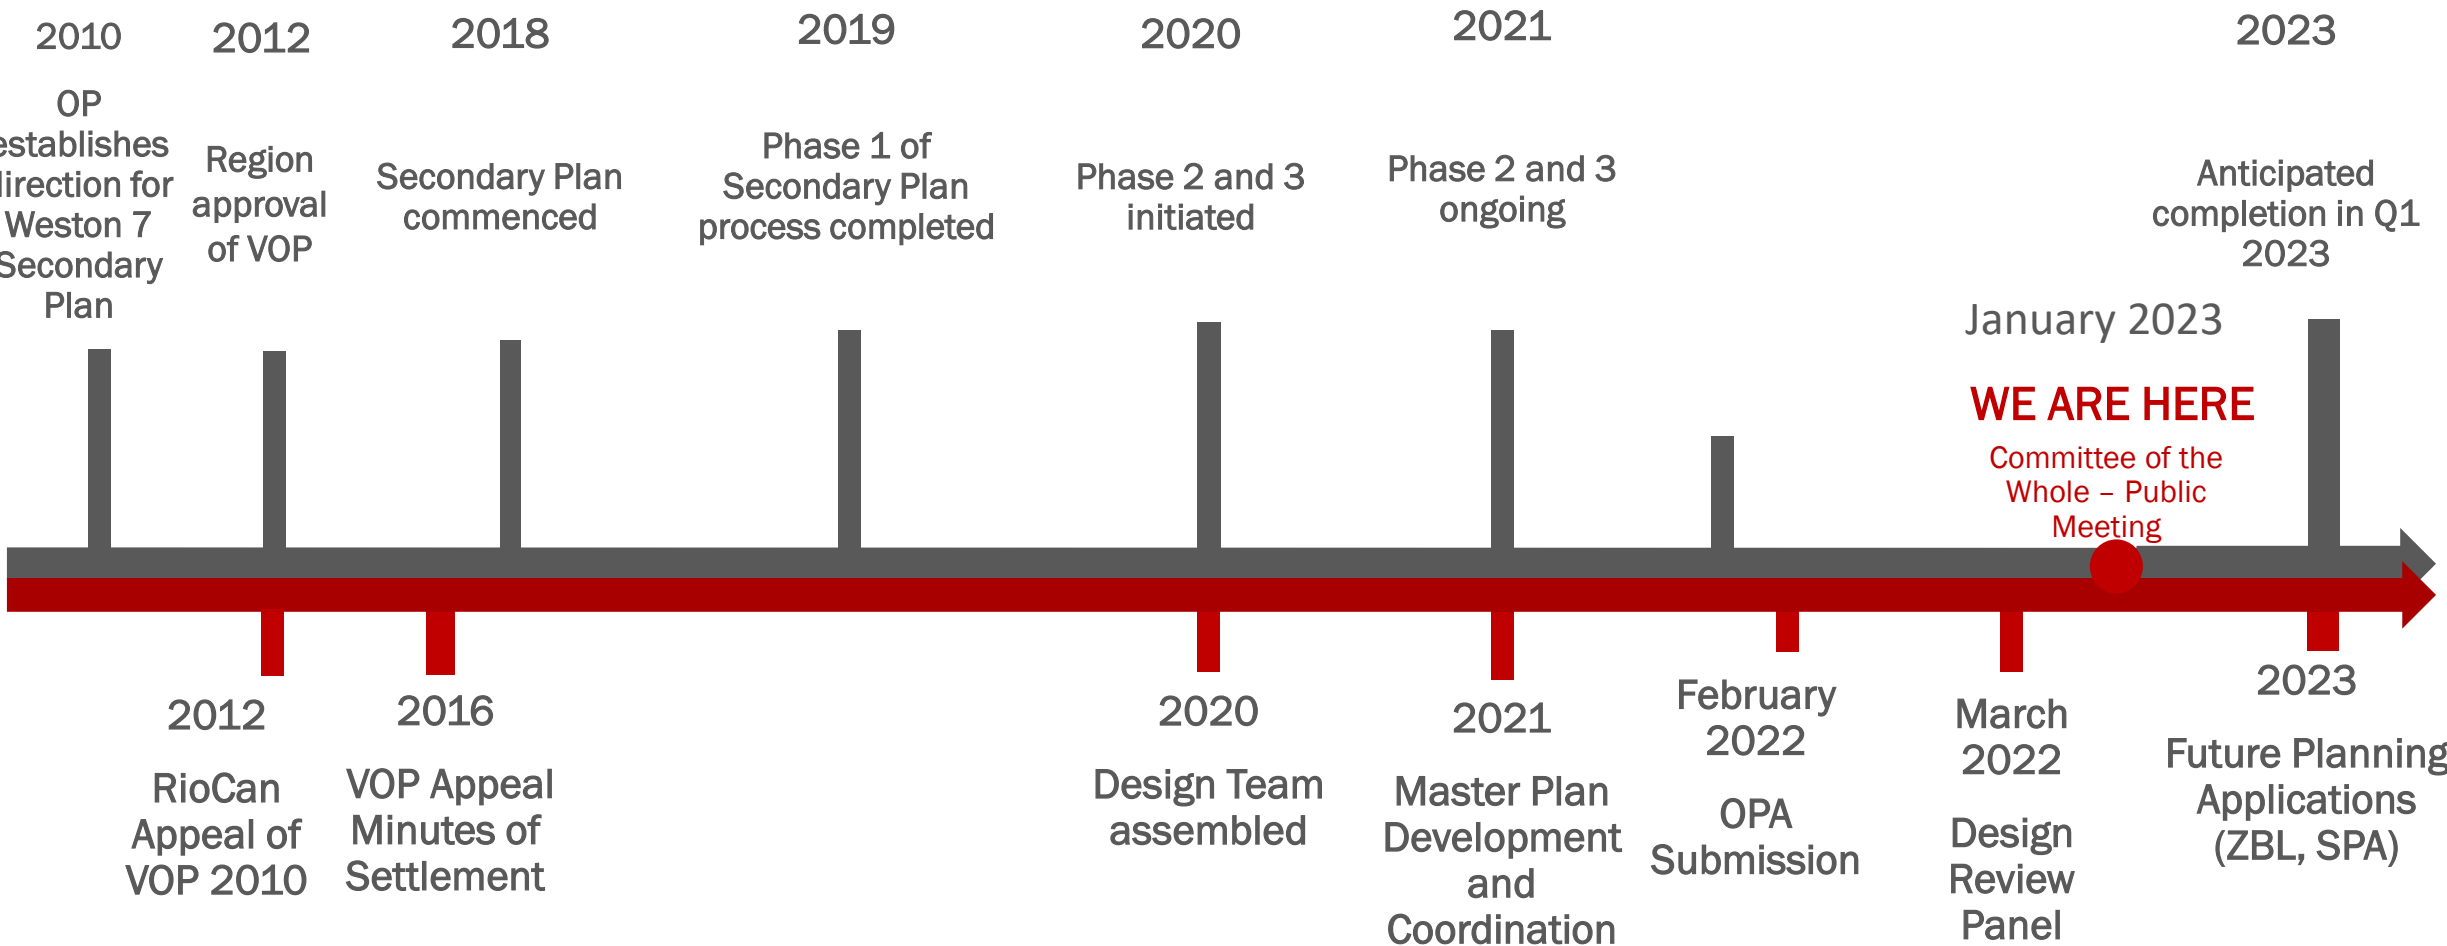 2010
OP
establishes
direction for
Weston 7
Secondary
Plan
2012
Region
approval
of VOP
2018
Secondary Plan
commenced
2019
Phase 1 of
Secondary Plan
process completed
2020
Phase 2 and 3
initiated
2021
Phase 2 and 3
ongoing
2023
Anticipated
completion in Q1
2023
January 2023
WE ARE HERE
Committee of the
Whole – Public
Meeting
2012
RioCan
Appeal of
VOP 2010
2016
VOP Appeal
Minutes of
Settlement
2020
Design Team
assembled
2021
Master Plan
Development
and
Coordination
February
2022
OPA
Submission
March
2022
Design
Review
Panel
2023
Future Planning
Applications
(ZBL, SPA)